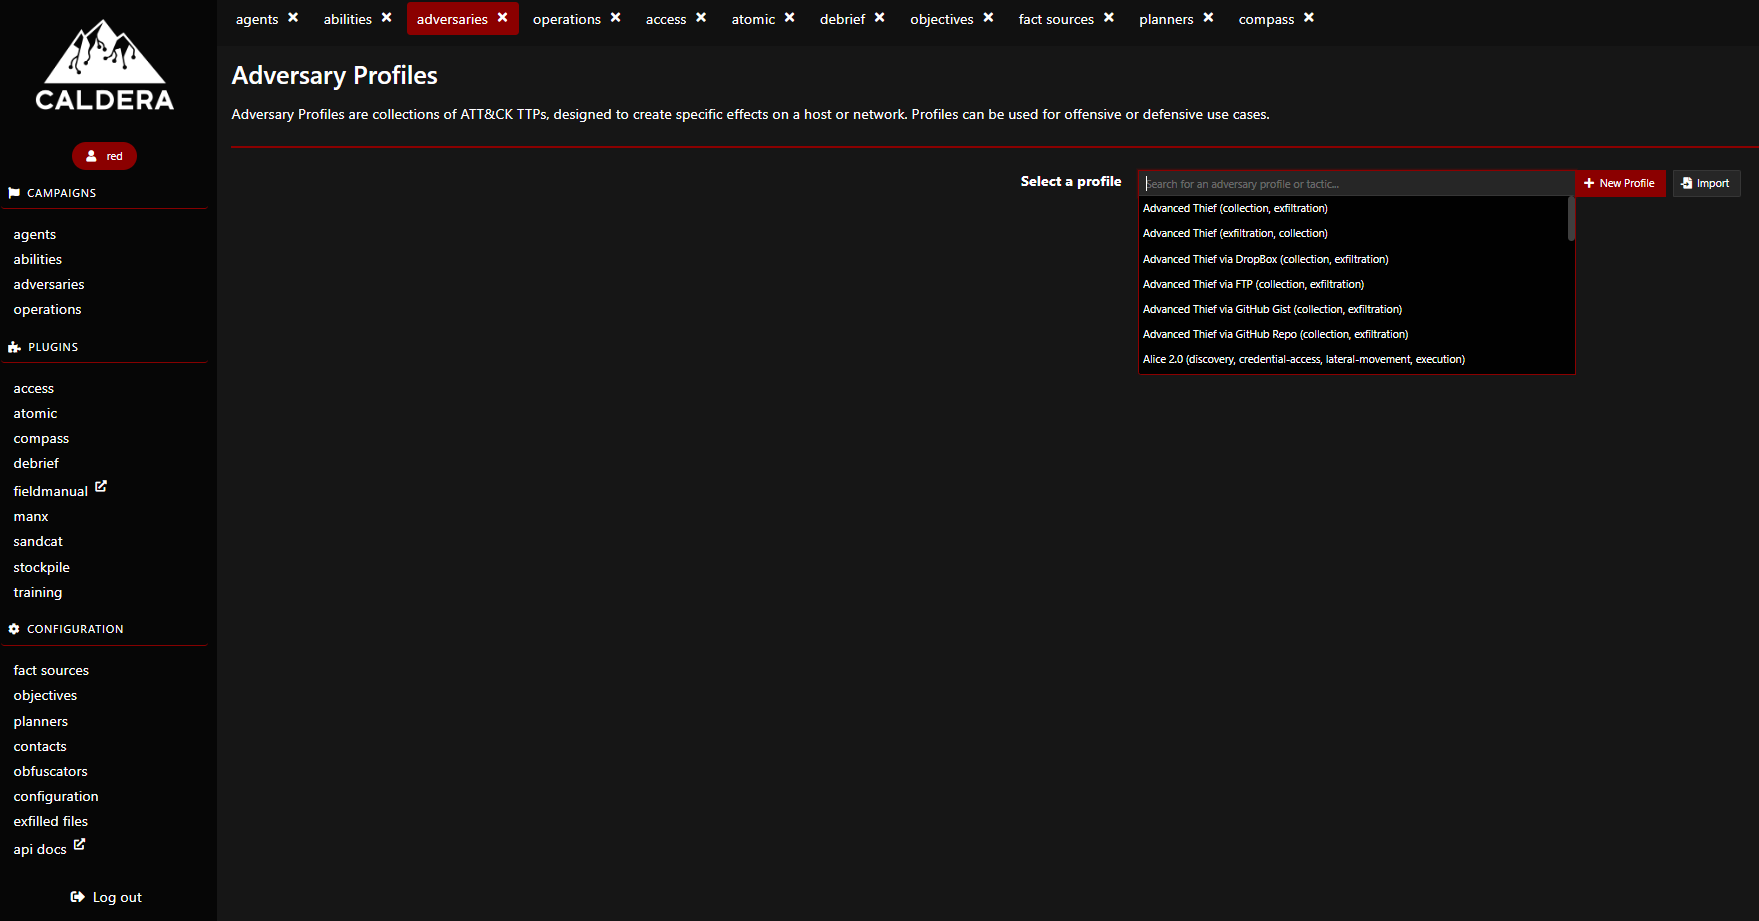 CALDERA
red
CAMPAIGNS
agents
abilities
adversaries
operations
PLUGINS
access
atomic
compass
debrief
fieldmanual
manx
sandcat
stockpile
training
CONFIGURATION
fact sources
objectives
planners
contacts
obfuscators
configuration
exfilled files
api docs
Log out
agents abilities adversaries operations access atomic debrief objectives fact sources planners compass
Adversary Profiles
Adversary Profiles are collections of ATT&CK TTPs, designed to create specific effects on a host or network. Profiles can be used for offensive or defensive use cases.
Select a profile Search for an adversary profile or tactic... New Profile Import
Advanced Thief (collection, exfiltration)
Advanced Thief (exfiltration, collection)
Advanced Thief via DropBox (collection, exfiltration)
Advanced Thief via FTP (collection, exfiltration)
Advanced Thief via GitHub Gist (collection, exfiltration)
Advanced Thief via GitHub Repo (collection, exfiltration)
Alice 2.0 (discovery, credential-access, lateral-movement, execution)